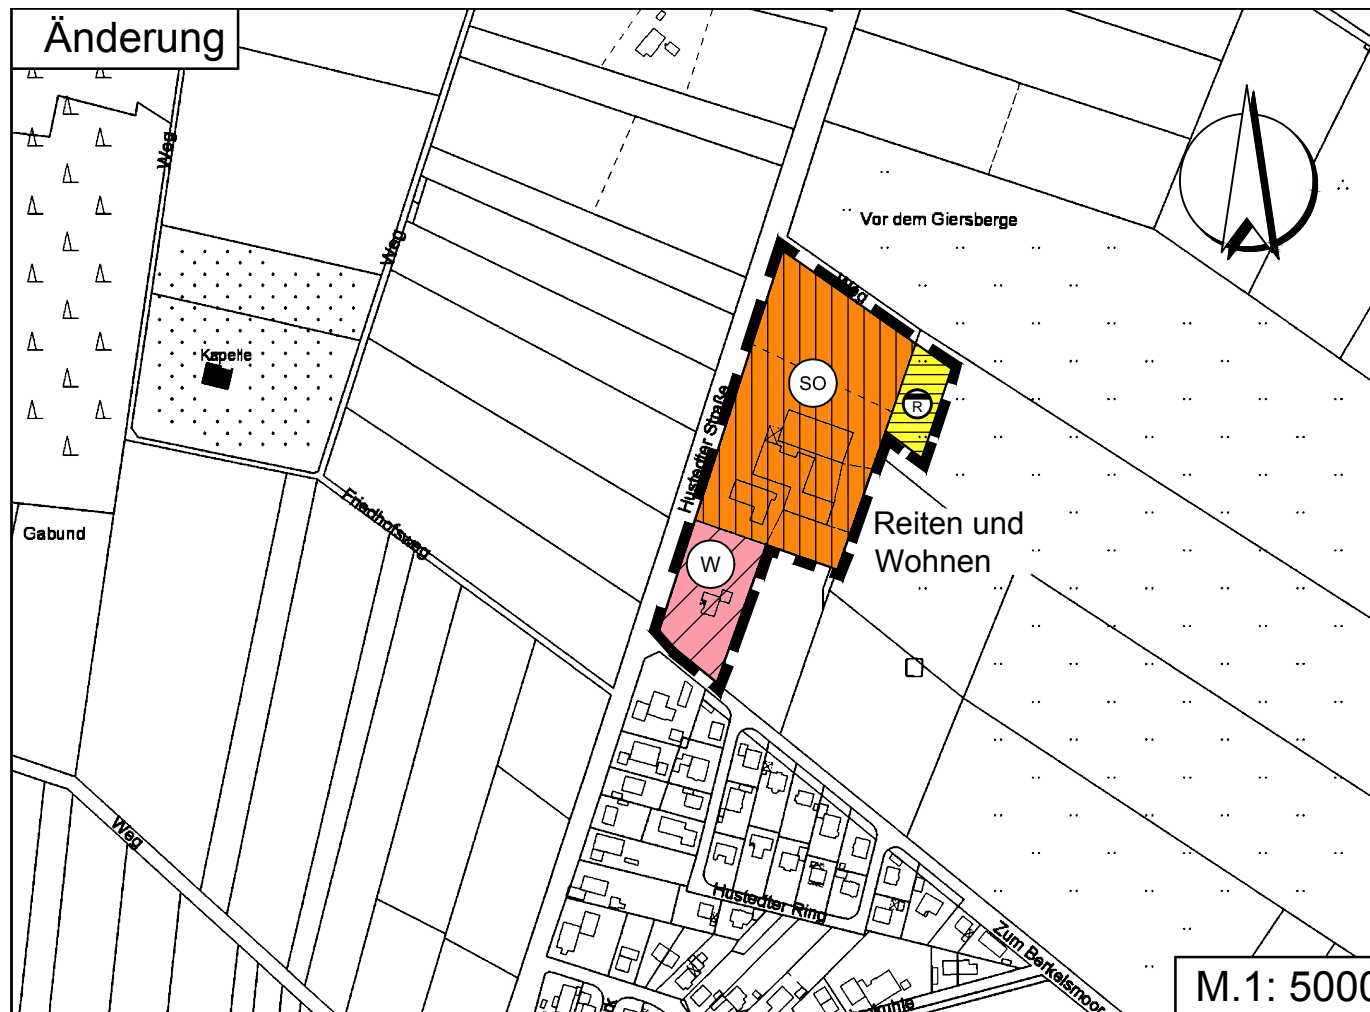 Änderung
Weg
Weg
Vor dem Giersberge
Weg
Kapelle
SO
R
Hustedter Straße
Friedhofsweg
Gabund
Reiten und
Wohnen
W
Weg
Hustedter Ring
Zum Berkelsmoor
M.1: 5000